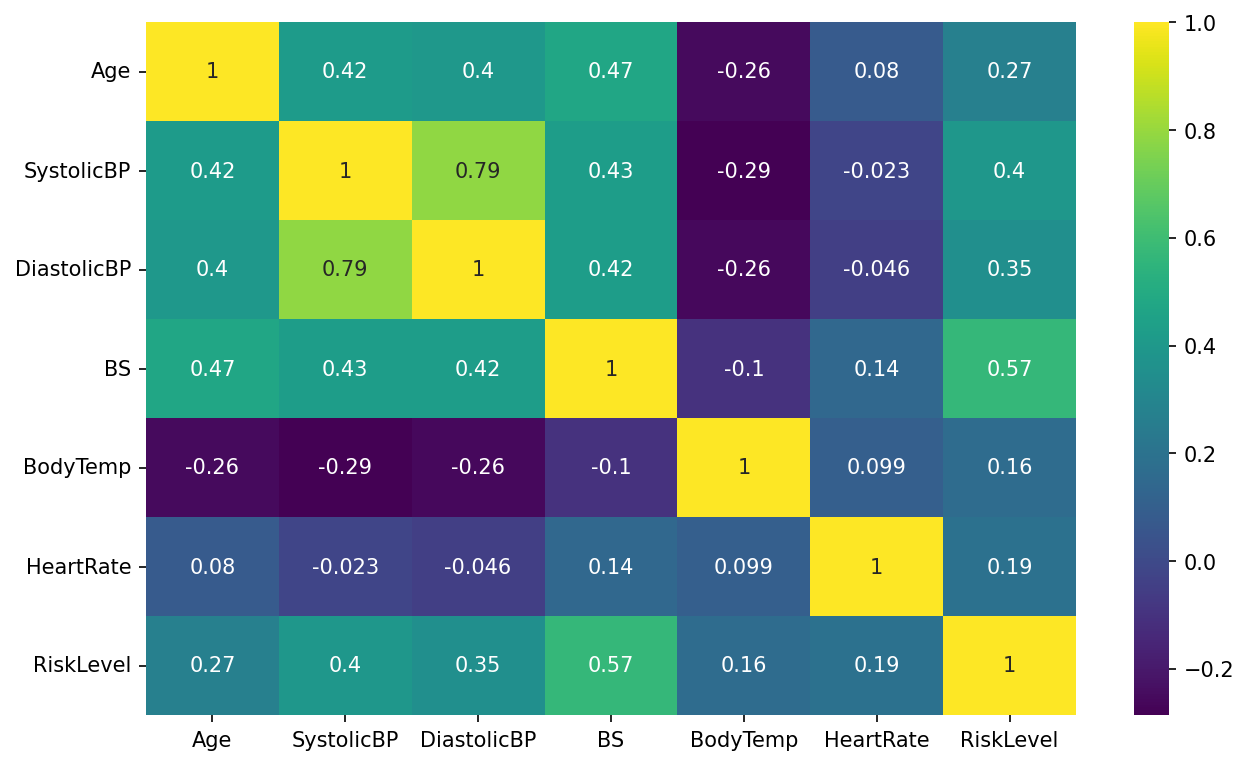 1.0
Age 1 0.42 0.4 0.47 -0.26 0.08 0.27
0.8
SystolicBP 0.42 1 0.79 0.43 -0.29 -0.023 0.4
0.6
DiastolicBP 0.4 0.79 1 0.42 -0.26 -0.046 0.35
0.4
BS 0.47 0.43 0.42 1 -0.1 0.14 0.57
0.2
BodyTemp -0.26 -0.29 -0.26 -0.1 1 0.099 0.16
0.0
HeartRate 0.08 -0.023 -0.046 0.14 0.099 1 0.19
RiskLevel 0.27 0.4 0.35 0.57 0.16 0.19 1
−0.2
Age SystolicBP DiastolicBP BS BodyTemp HeartRate RiskLevel